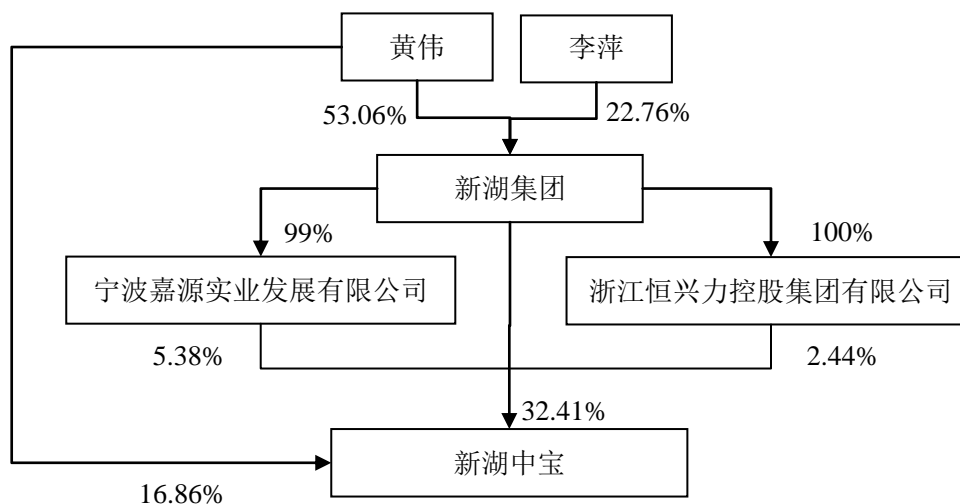 黄伟
李萍
53.06%
22.76%
新湖集团
99%
100%
宁波嘉源实业发展有限公司
浙江恒兴力控股集团有限公司
5.38%
2.44%
32.41%
新湖中宝
16.86%